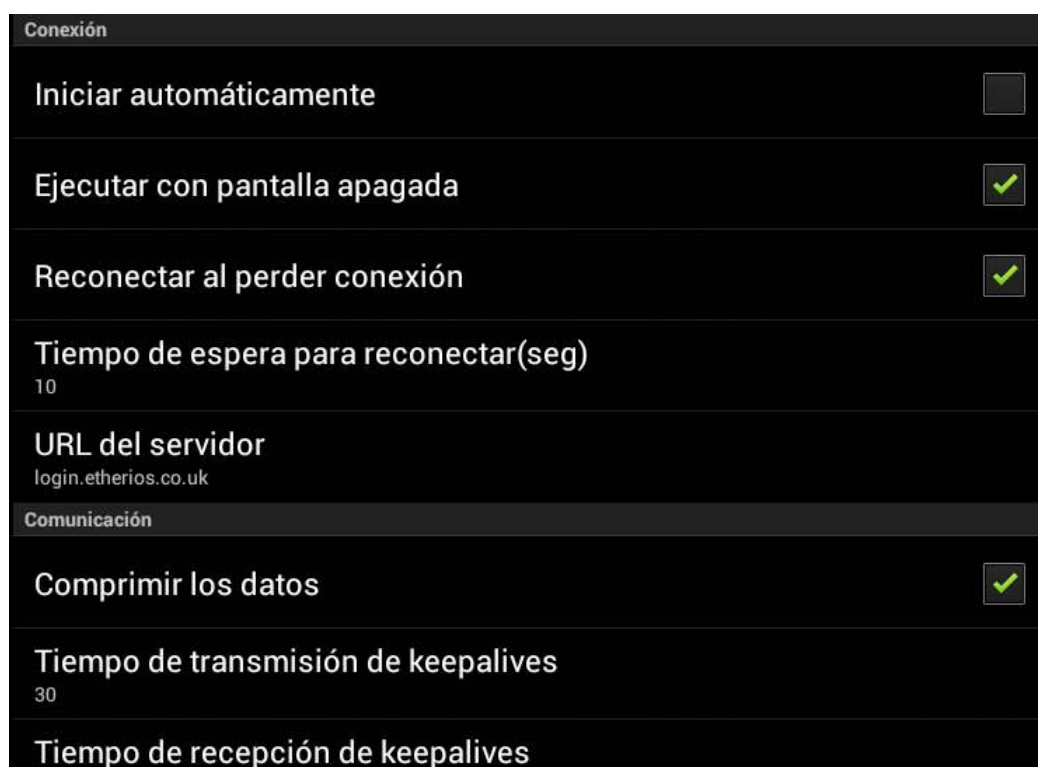 Conexión
Iniciar automáticamente
Ejecutar con pantalla apagada
Reconectar al perder conexión
Tiempo de espera para reconectar(seg)
10
URL del servidor
login.etherios.co.uk
Comunicación
Comprimir los datos
Tiempo de transmisión de keepalives
30
Tiempo de recepción de keepalives